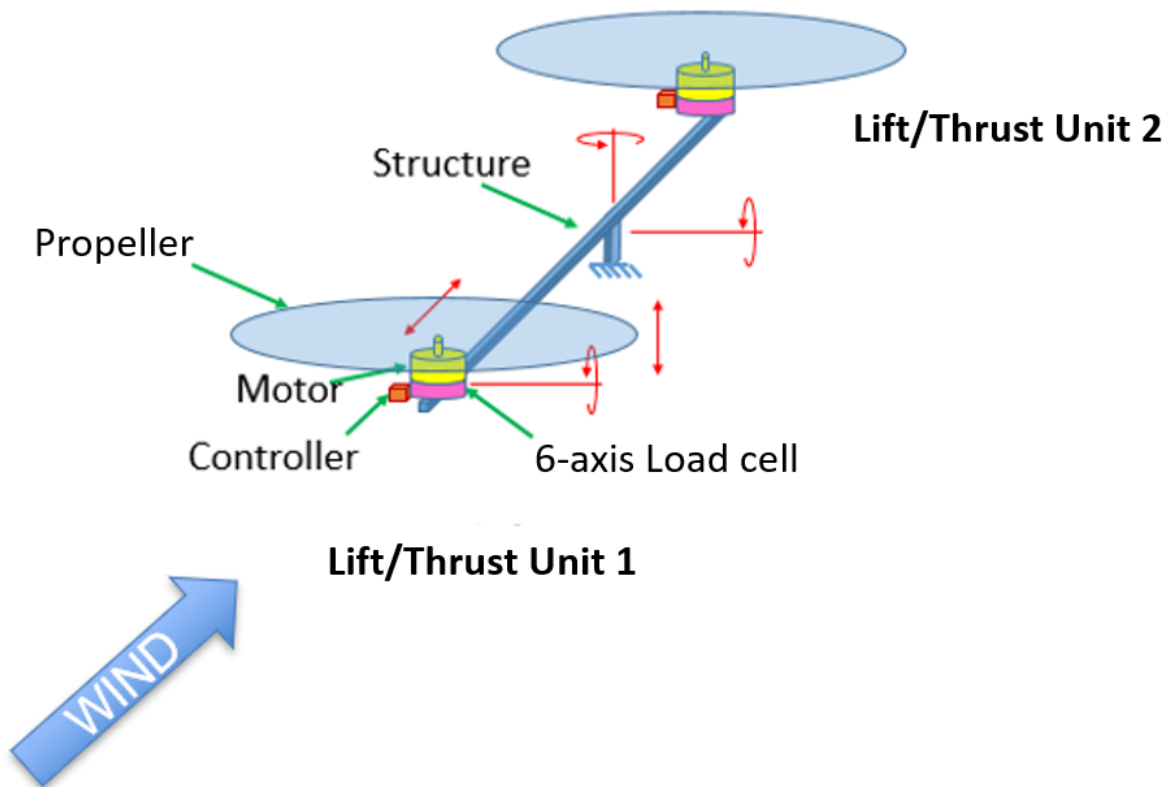 Lift/Thrust Unit 2
Structure
Propeller
Motor
Controller
6-axis Load cell
Lift/Thrust Unit 1
WIND